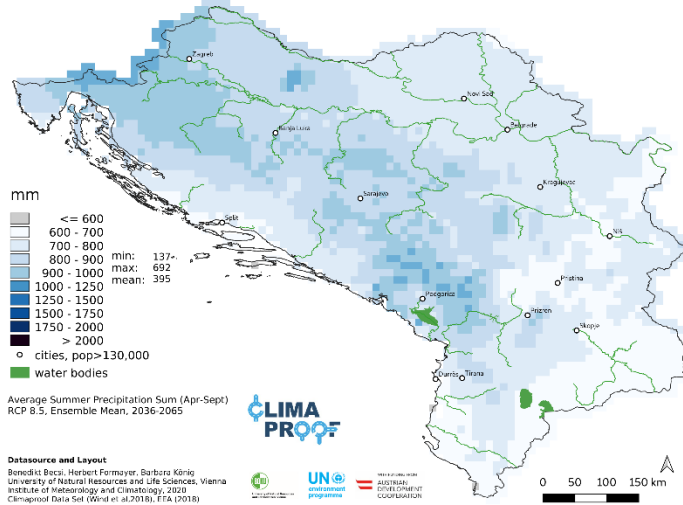 Zagreb
Novi Sad
Belgrade
Banja Luka
Kragujevac
Sarajevo
Split
Niš
Pristina
Podgorica
Prizren
Skopje
Durrës
Tirana
mm
<= 600
600 - 700
700 - 800
800 - 900
900 - 1000
1000 - 1250
1250 - 1500
1500 - 1750
1750 - 2000
> 2000
min: 137
max: 692
mean: 395
cities, pop>130,000
water bodies
Average Summer Precipitation Sum (Apr-Sept)
RCP 8.5, Ensemble Mean, 2036-2065
CLIMA
PROOF
Datasource and Layout
Benedikt Becsi, Herbert Formayer, Barbara König
University of Natural Resources and Life Sciences, Vienna
Institute of Meteorology and Climatology, 2020
Climaproof Data Set (Wind et al,2018), EEA (2018)
UN
environment
programme
WITH FUNDING FROM
AUSTRIAN
DEVELOPMENT
COOPERATION
0 50 100 150 km